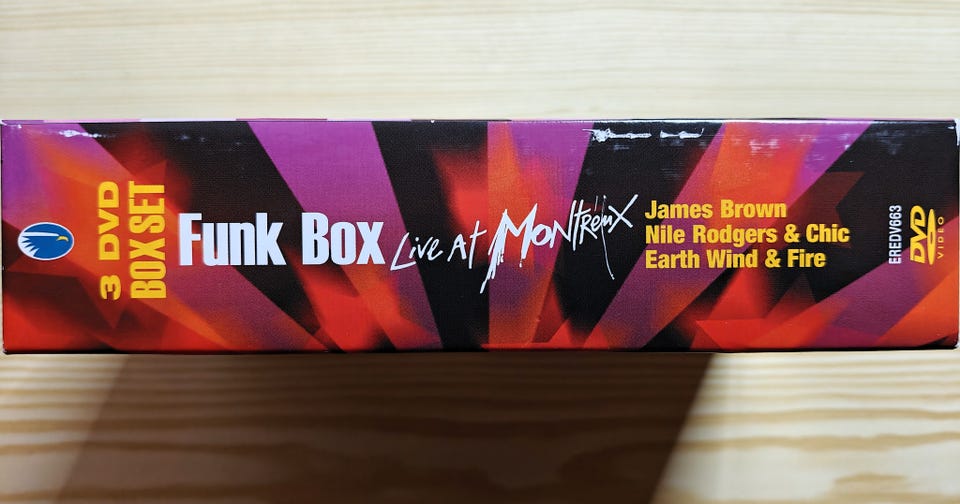 3 DVD
BOX SET
Funk Box
Live At Montreux
James Brown
Nile Rodgers & Chic
Earth Wind & Fire
EREDV663
DVD
VIDEO